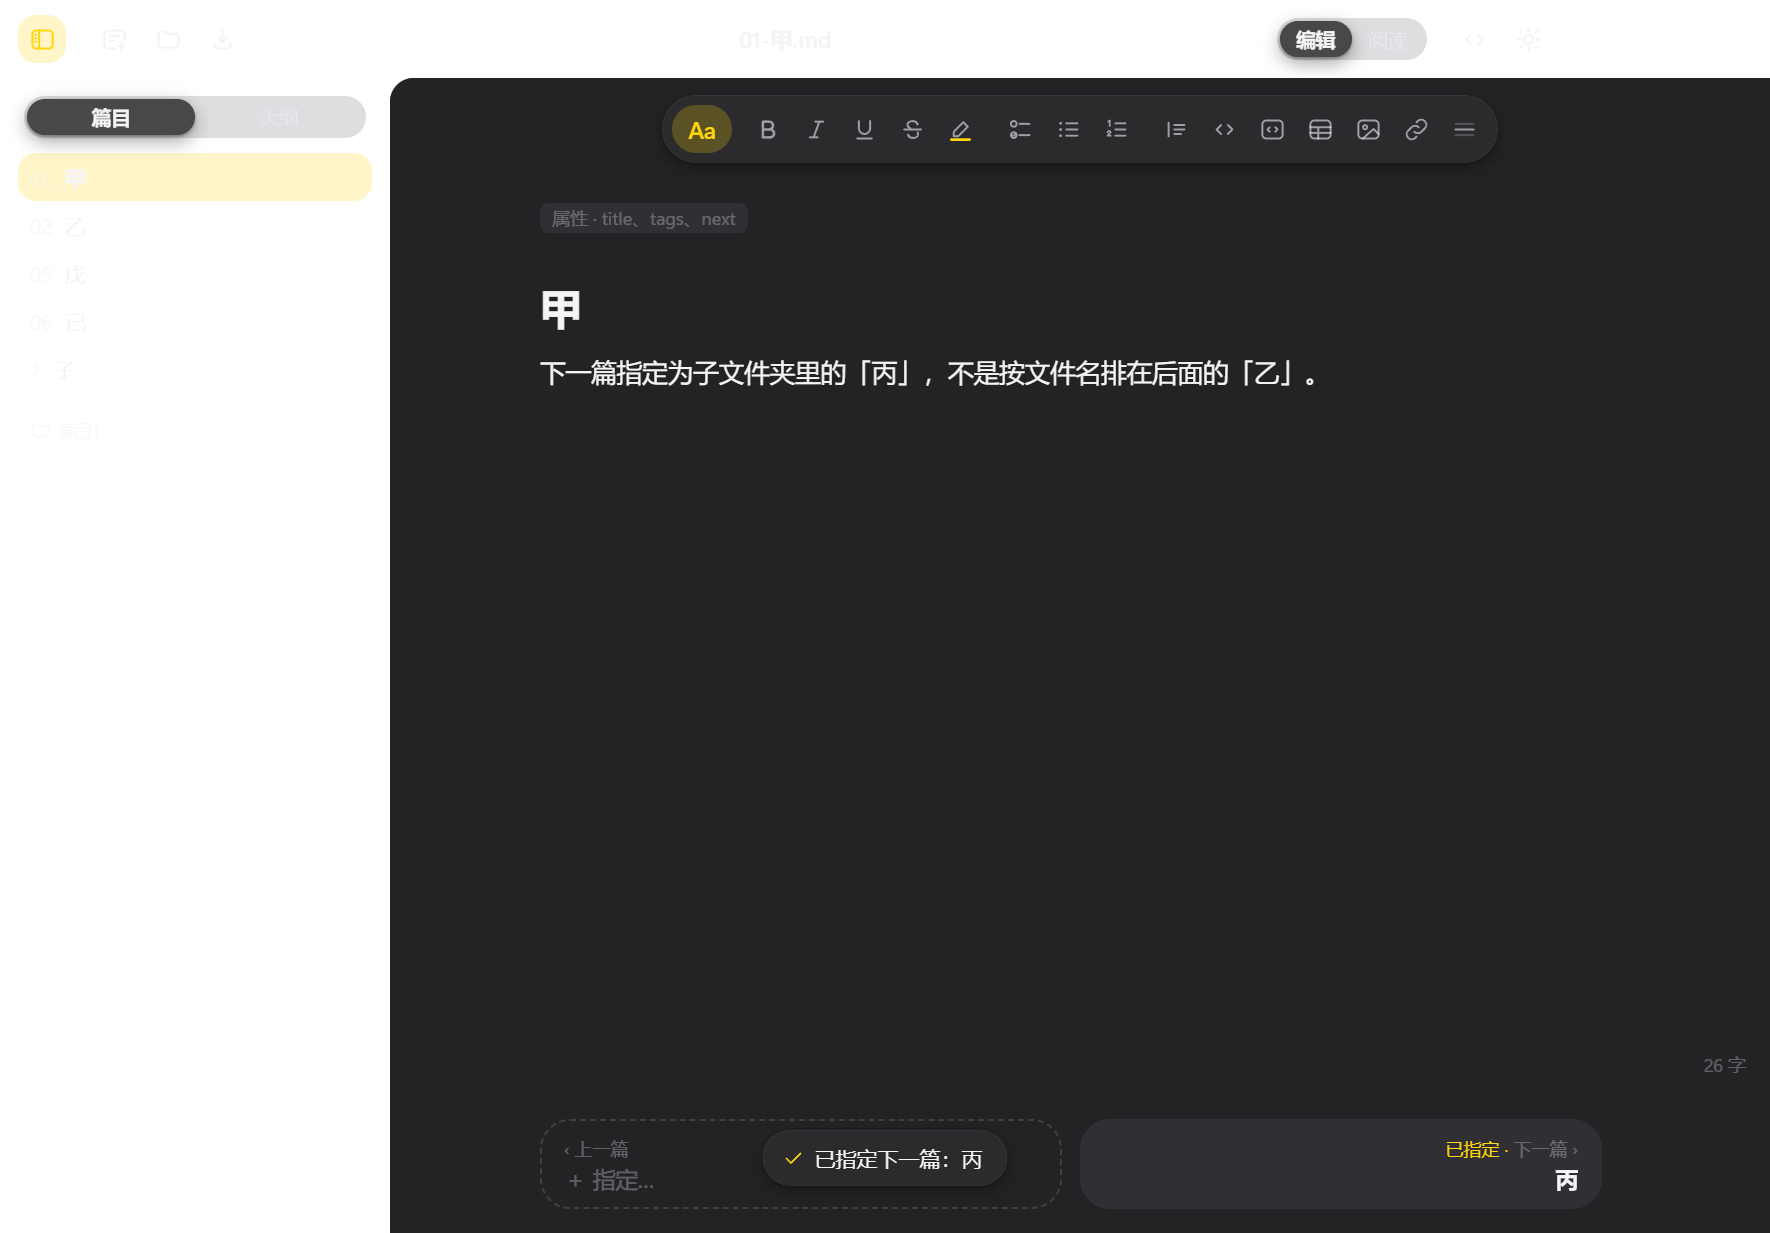 01-甲.md
编辑 阅读
篇目 大纲
Aa
01 甲
02 乙
05 戊
06 己
子
索引
属性 · title、tags、next
甲
下一篇指定为子文件夹里的「丙」，不是按文件名排在后面的「乙」。
26 字
‹ 上一篇
+ 指定...
已指定下一篇：丙
已指定 · 下一篇 ›
丙